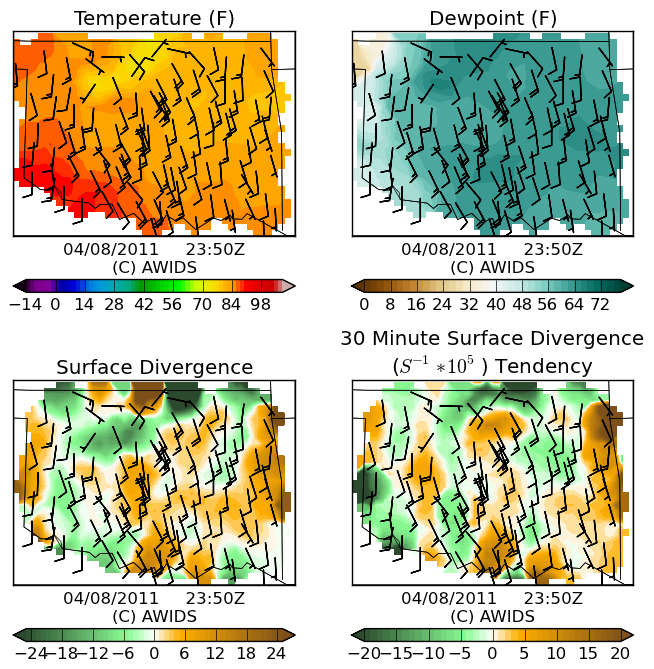 Temperature (F)
Dewpoint (F)
04/08/2011 23:50Z
(C) AWIDS
04/08/2011 23:50Z
(C) AWIDS
−14 0 14 28 42 56 70 84 98
0 8 16 24 32 40 48 56 64 72
Surface Divergence
30 Minute Surface Divergence
(S⁻¹ *10⁵ ) Tendency
04/08/2011 23:50Z
(C) AWIDS
04/08/2011 23:50Z
(C) AWIDS
−24 −18 −12 −6 0 6 12 18 24
−20 −15 −10 −5 0 5 10 15 20